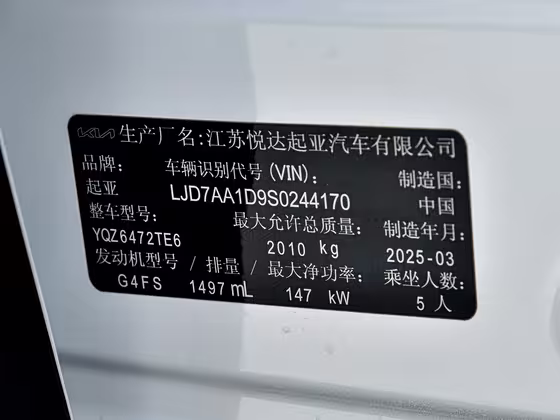 KIA 生产厂名:江苏悦达起亚汽车有限公司
品牌: 车辆识别代号(VIN): 制造国:
起亚 LJD7AA1D9S0244170 中国
整车型号: 最大允许总质量: 制造年月:
YQZ6472TE6 2010 kg 2025-03
发动机型号 / 排量 / 最大净功率: 乘坐人数:
G4FS 1497 mL 147 kW 5 人